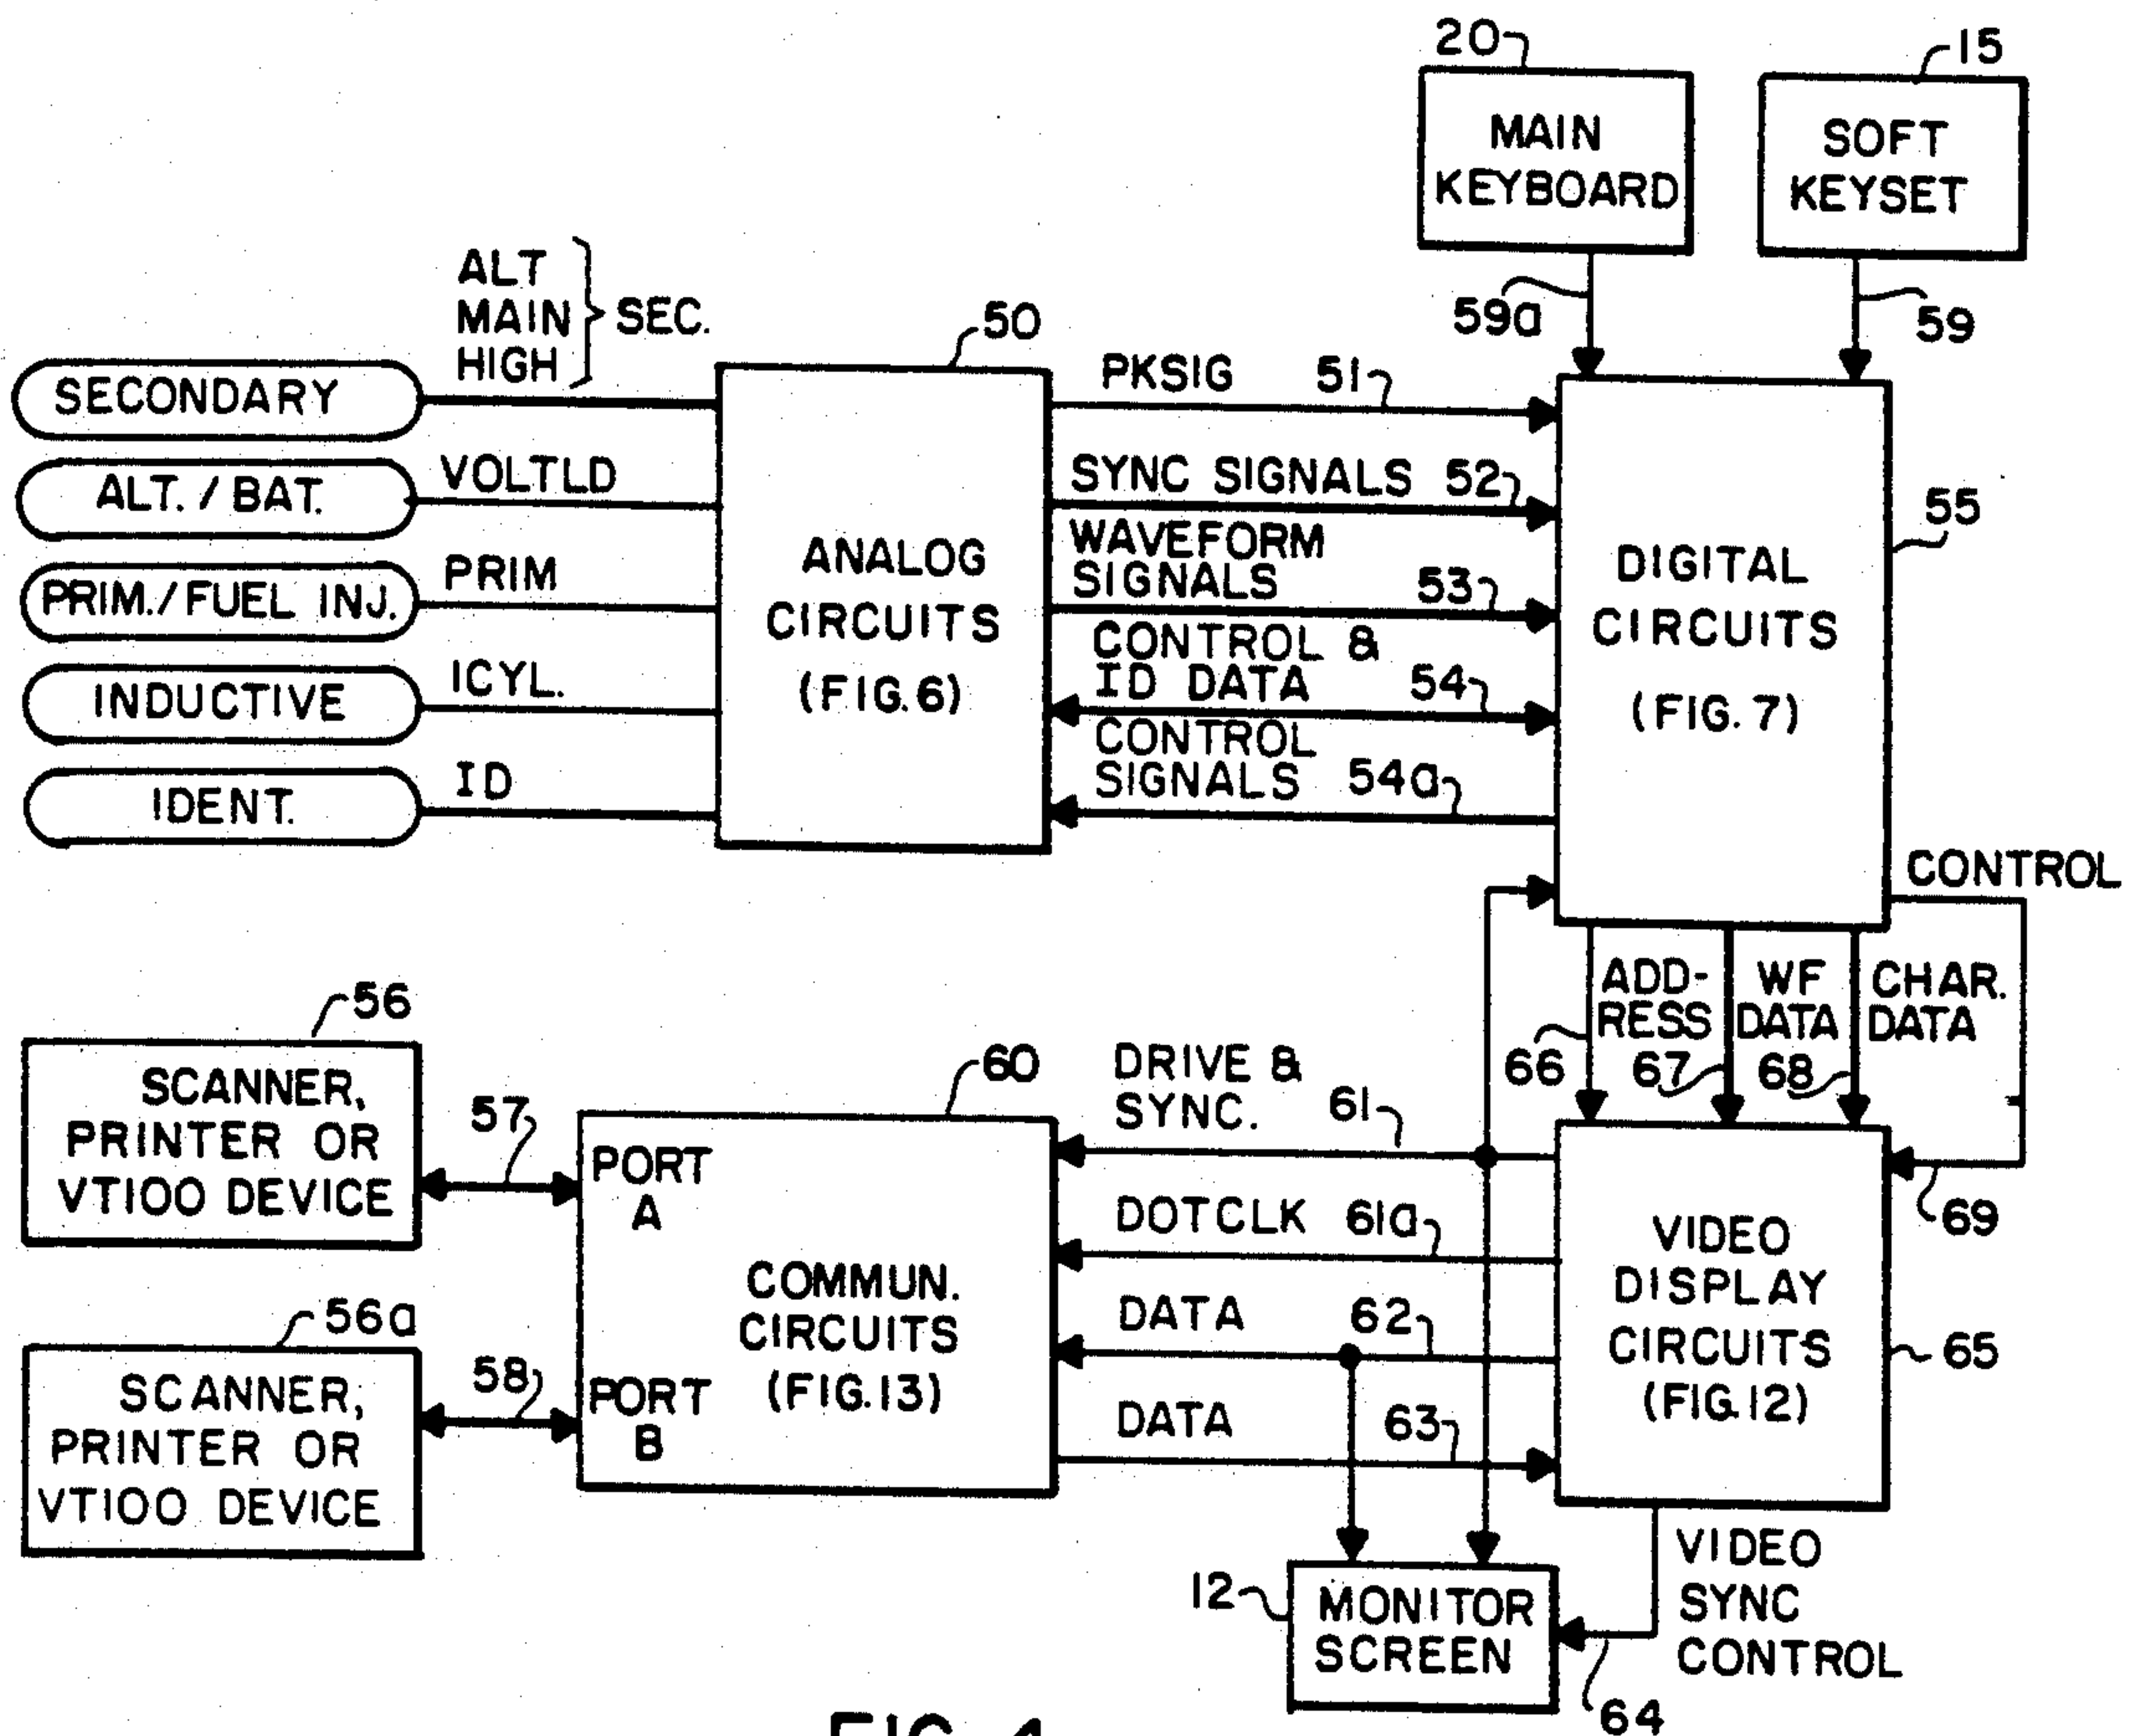 20
15
MAIN
KEYBOARD
SOFT
KEYSET
59a
59
ALT
MAIN
HIGH
SEC.
50
SECONDARY
ALT. / BAT.
VOLTLD
PRIM./FUEL INJ.
PRIM
INDUCTIVE
ICYL.
IDENT.
ID
ANALOG
CIRCUITS
(FIG.6)
PKSIG 51
SYNC SIGNALS 52
WAVEFORM
SIGNALS 53
CONTROL &
ID DATA 54
CONTROL
SIGNALS 54a
DIGITAL
CIRCUITS
(FIG. 7)
55
CONTROL
ADD-
RESS
66
WF
DATA
67
CHAR.
DATA
68
69
56
SCANNER,
PRINTER OR
VT100 DEVICE
57
56a
SCANNER,
PRINTER OR
VT100 DEVICE
58
60
PORT
A
COMMUN.
CIRCUITS
(FIG.13)
PORT
B
DRIVE &
SYNC. 61
DOTCLK 61a
DATA 62
DATA 63
VIDEO
DISPLAY
CIRCUITS
(FIG.12)
65
12
MONITOR
SCREEN
VIDEO
SYNC
CONTROL
64